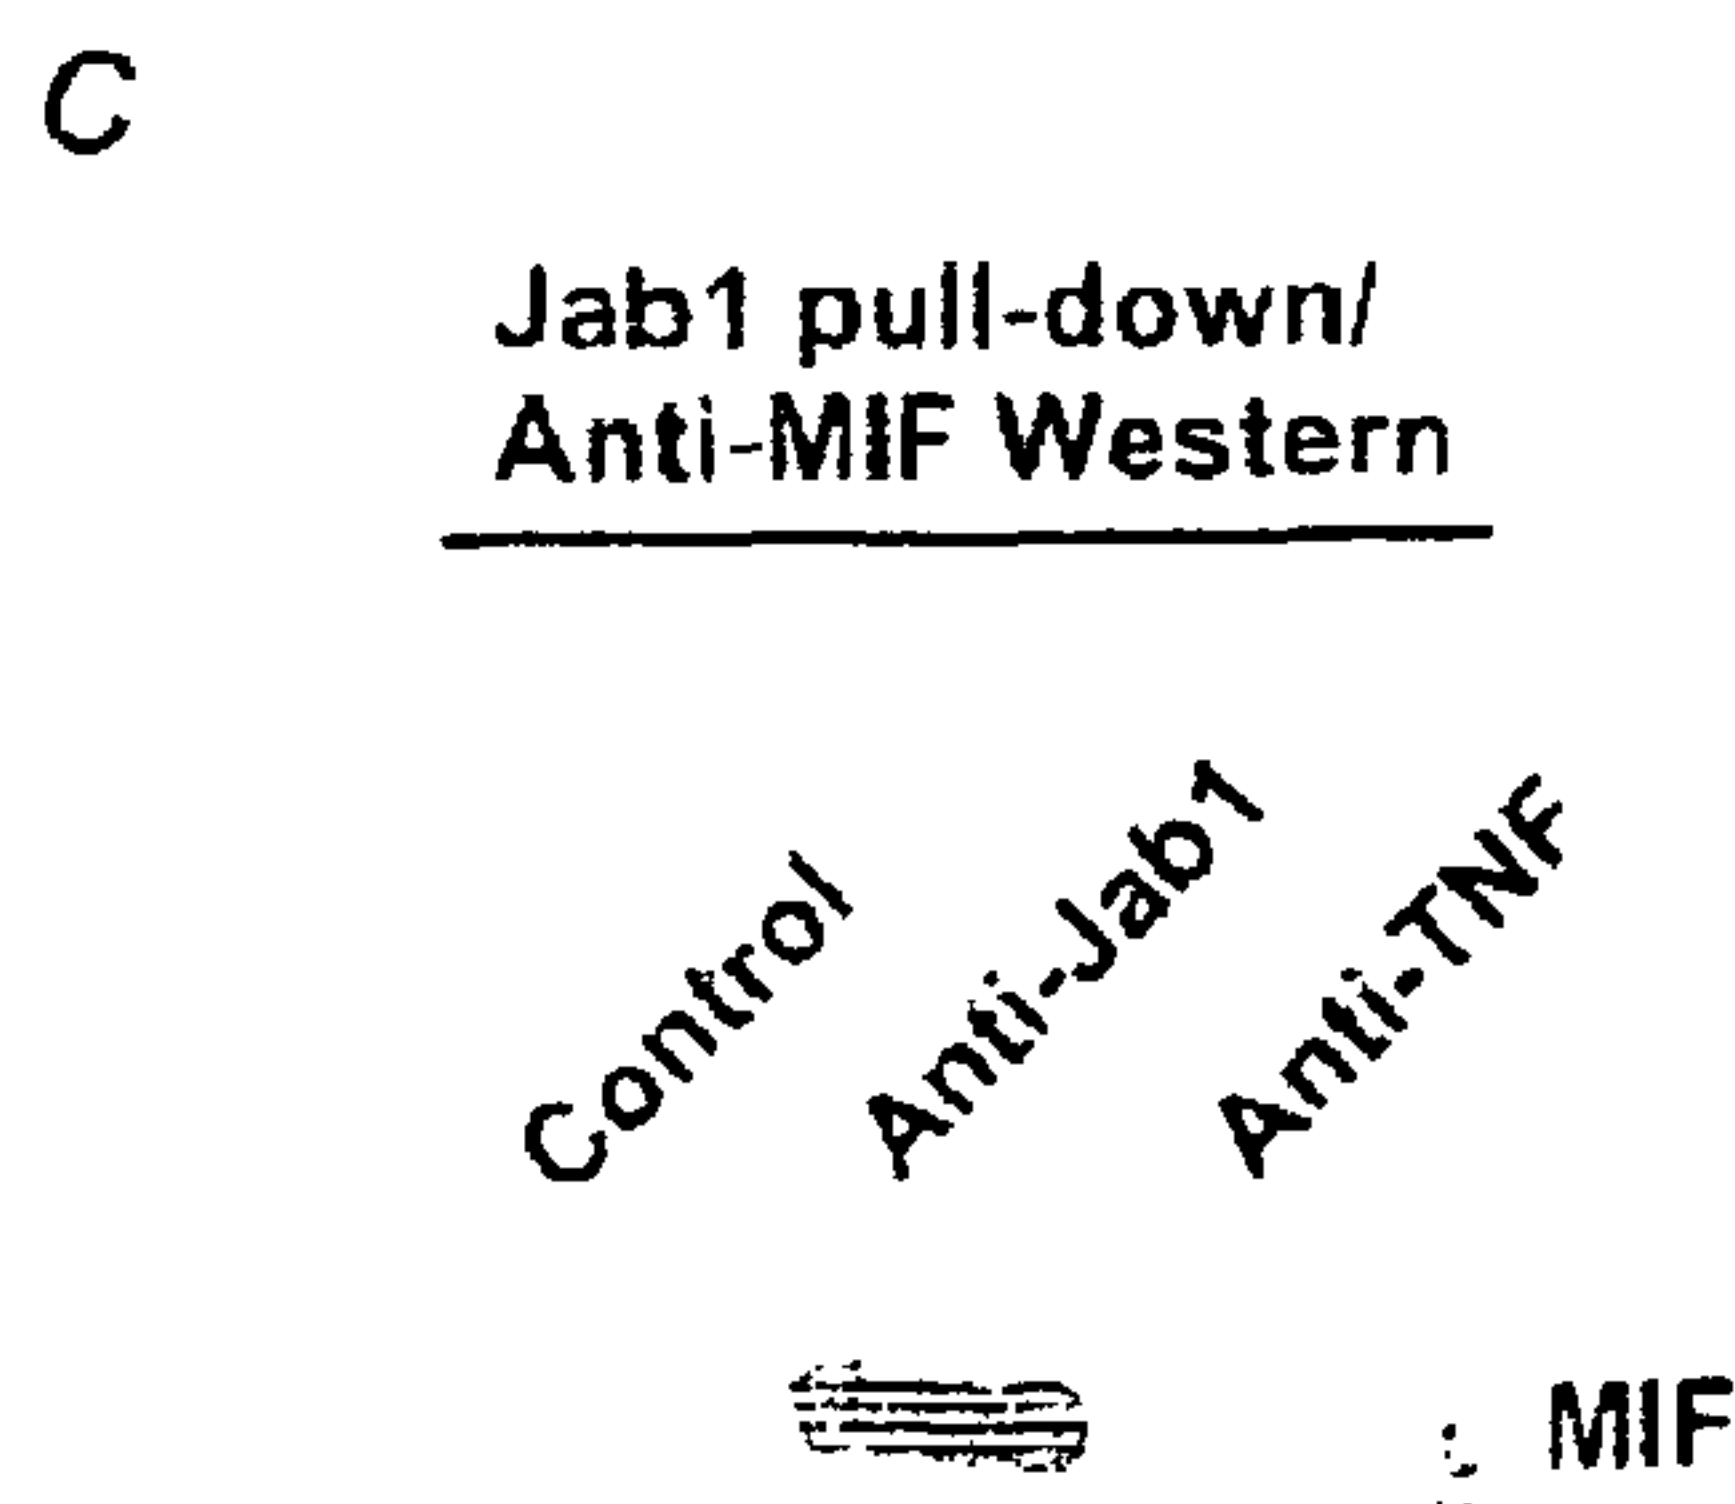 C
Jab1 pull-down/
Anti-MIF Western
Control
Anti-Jab1
Anti-TNF
MIF